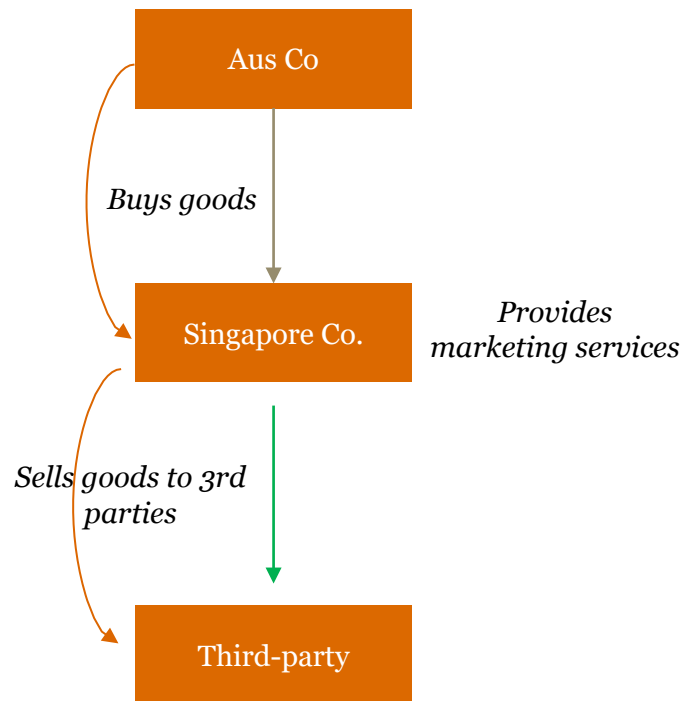 Aus Co
Buys goods
Singapore Co.
Provides
marketing services
Sells goods to 3rd
parties
Third-party